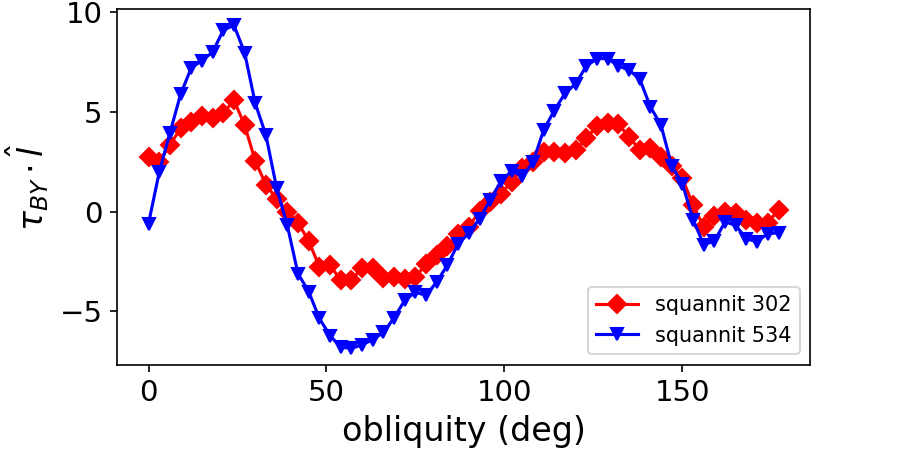 10
5
0
−5
τ_BY · l̂
0
50
100
150
obliquity (deg)
squannit 302
squannit 534